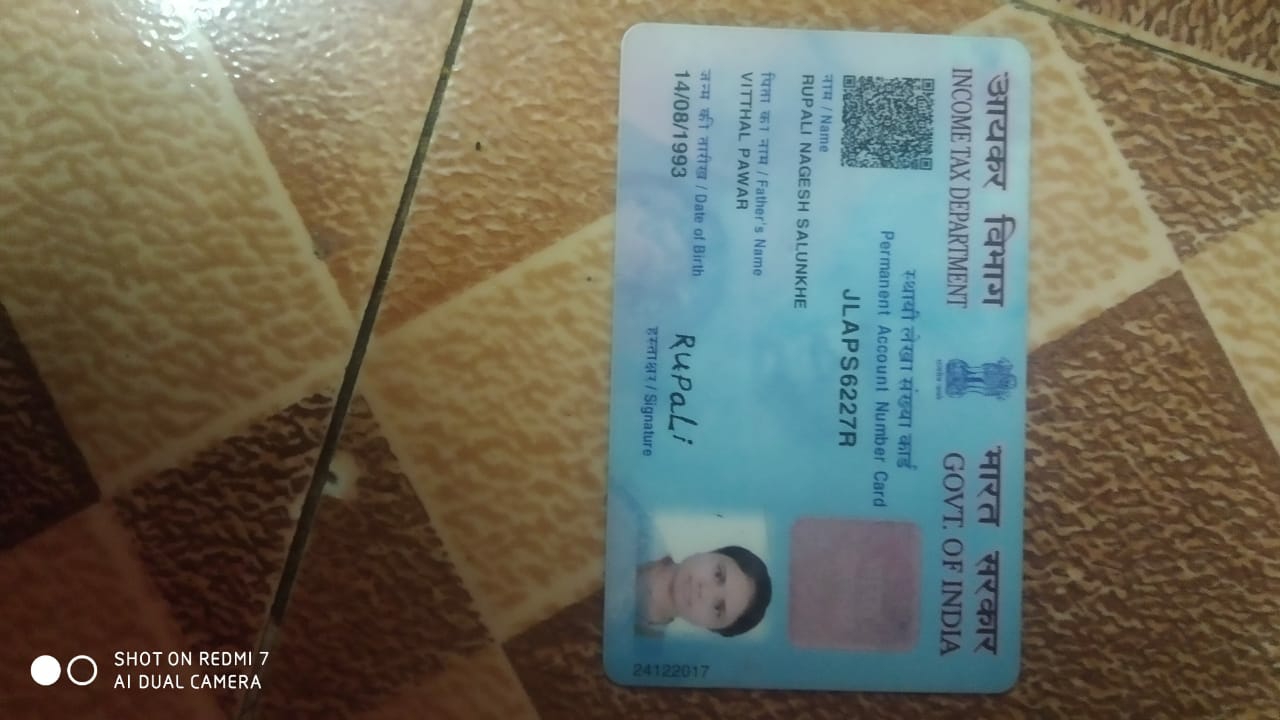 आयकर विभाग
INCOME TAX DEPARTMENT
भारत सरकार
GOVT. OF INDIA
स्थायी लेखा संख्या कार्ड
Permanent Account Number Card
JLAPS6227R
नाम / Name
RUPALI NAGESH SALUNKHE
पिता का नाम / Father's Name
VITTHAL PAWAR
जन्म की तारीख / Date of Birth
14/08/1993
RUPaLi
हस्ताक्षर / Signature
24122017
SHOT ON REDMI 7
AI DUAL CAMERA